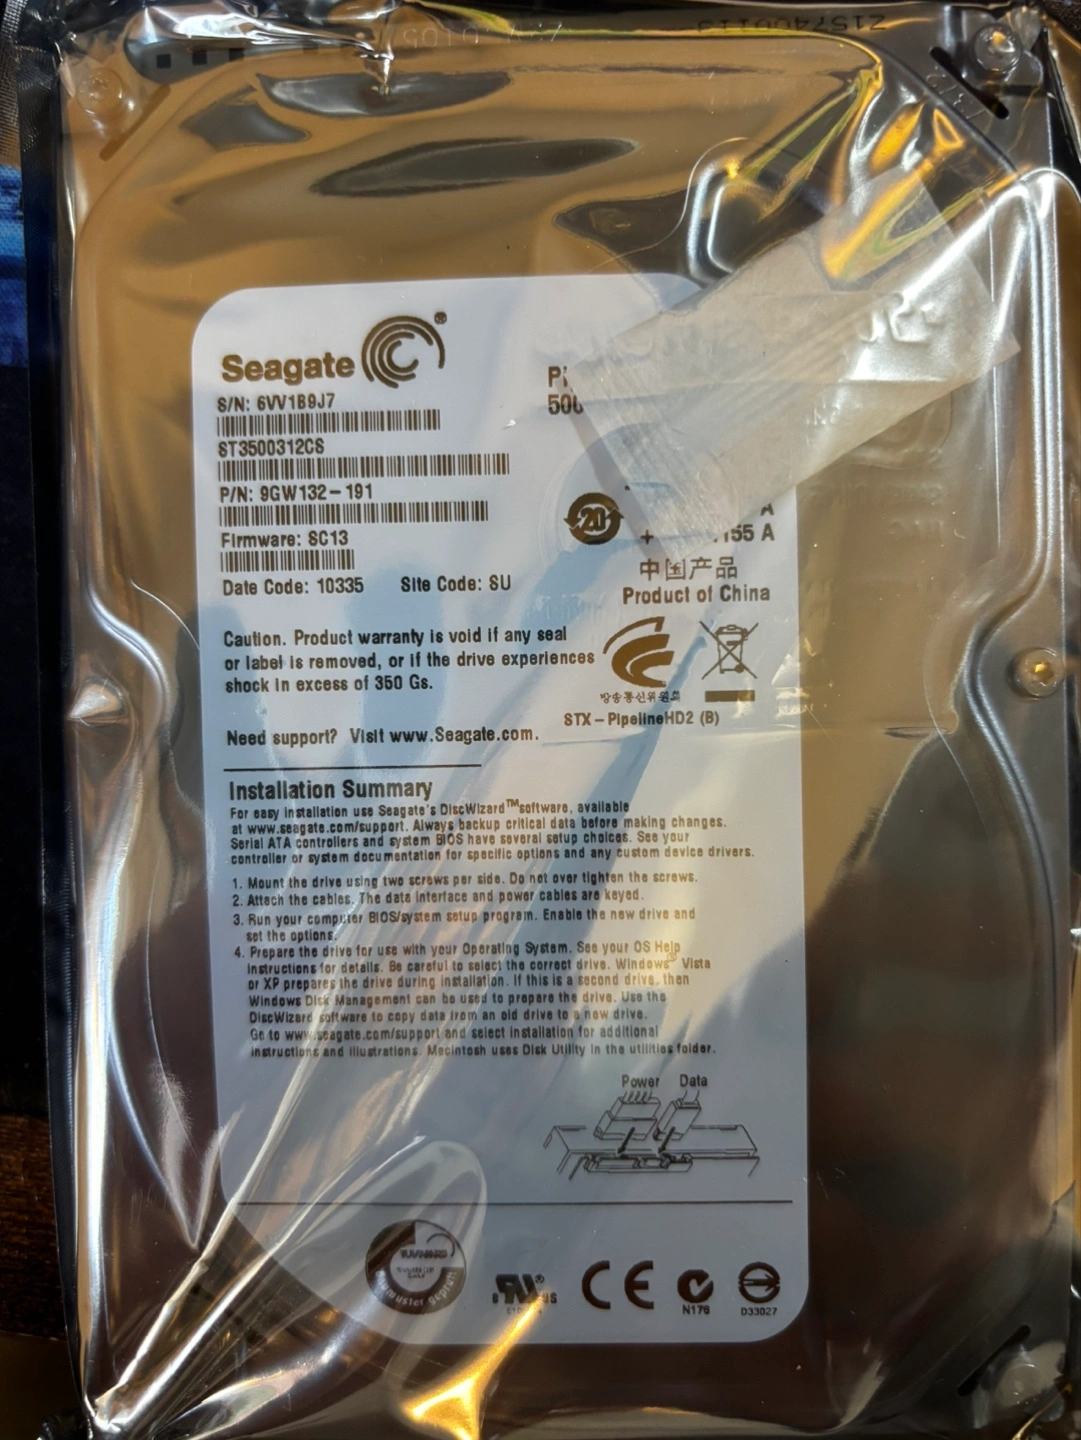 Seagate®
S/N: 6VV1B9J7
ST3500312CS
P/N: 9GW132-191
Firmware: SC13
Date Code: 10335 Site Code: SU
20
A
+ .155 A
中国产品
Product of China
Caution. Product warranty is void if any seal
or label is removed, or if the drive experiences
shock in excess of 350 Gs.
방송통신위원회
STX-PipelineHD2 (B)
Need support? Visit www.Seagate.com.
Installation Summary
For easy installation use Seagate's DiscWizard™software, available
at www.seagate.com/support. Always backup critical data before making changes.
Serial ATA controllers and system BIOS have several setup choices. See your
controller or system documentation for specific options and any custom device drivers.
1. Mount the drive using two screws per side. Do not over tighten the screws.
2. Attach the cables. The data interface and power cables are keyed.
3. Run your computer BIOS/system setup program. Enable the new drive and
set the options.
4. Prepare the drive for use with your Operating System. See your OS Help
instructions for details. Be careful to select the correct drive. Windows® Vista
or XP prepares the drive during installation. If this is a second drive, then
Windows Disk Management can be used to prepare the drive. Use the
DiscWizard software to copy data from an old drive to a new drive.
Go to www.seagate.com/support and select installation for additional
instructions and illustrations. Macintosh uses Disk Utility in the utilities folder.
Power Data
CE
N176
D33027